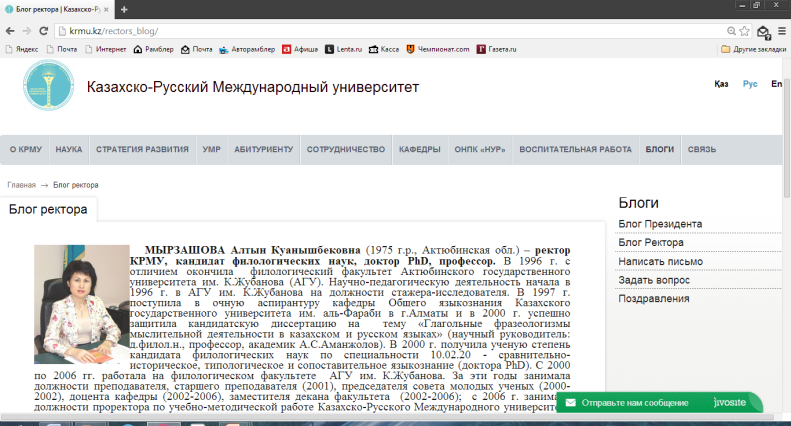 Блог ректора | Казахско-Ру
krmu.kz/rectors_blog/
Яндекс Почта Интернет Рамблер Почта Авторамблер Афиша Lenta.ru Касса Чемпионат.com Газета.ru Другие закладки
Казахско-Русский Международный университет
Қаз Рус En
О КРМУ НАУКА СТРАТЕГИЯ РАЗВИТИЯ УМР АБИТУРИЕНТУ СОТРУДНИЧЕСТВО КАФЕДРЫ ОНПК «НУР» ВОСПИТАТЕЛЬНАЯ РАБОТА БЛОГИ СВЯЗЬ
Главная → Блог ректора
Блог ректора
МЫРЗАШОВА Алтын Куанышбековна (1975 г.р., Актюбинская обл.) – ректор
КРМУ, кандидат филологических наук, доктор PhD, профессор. В 1996 г. с
отличием окончила филологический факультет Актюбинского государственного
университета им. К.Жубанова (АГУ). Научно-педагогическую деятельность начала в
1996 г. в АГУ им. К.Жубанова на должности стажера-исследователя. В 1997 г.
поступила в очную аспирантуру кафедры Общего языкознания Казахского
государственного университета им. аль-Фараби в г.Алматы и в 2000 г. успешно
защитила кандидатскую диссертацию на тему «Глагольные фразеологизмы
мыслительной деятельности в казахском и русском языках» (научный руководитель:
д.филол.н., профессор, академик А.С.Аманжолов). В 2000 г. получила ученую степень
кандидата филологических наук по специальности 10.02.20 - сравнительно-
историческое, типологическое и сопоставительное языкознание (доктора PhD). С 2000
по 2006 гг. работала на филологическом факультете АГУ им. К.Жубанова. За эти годы занимала
должности преподавателя, старшего преподавателя (2001), председателя совета молодых ученых (2000-
2002), доцента кафедры (2002-2006), заместителя декана факультета (2002-2006); с 2006 г. занимал
должности проректора по учебно-методической работе Казахско-Русского Международного университет
Блоги
Блог Президента
Блог Ректора
Написать письмо
Задать вопрос
Поздравления
Отправьте нам сообщение jivosite